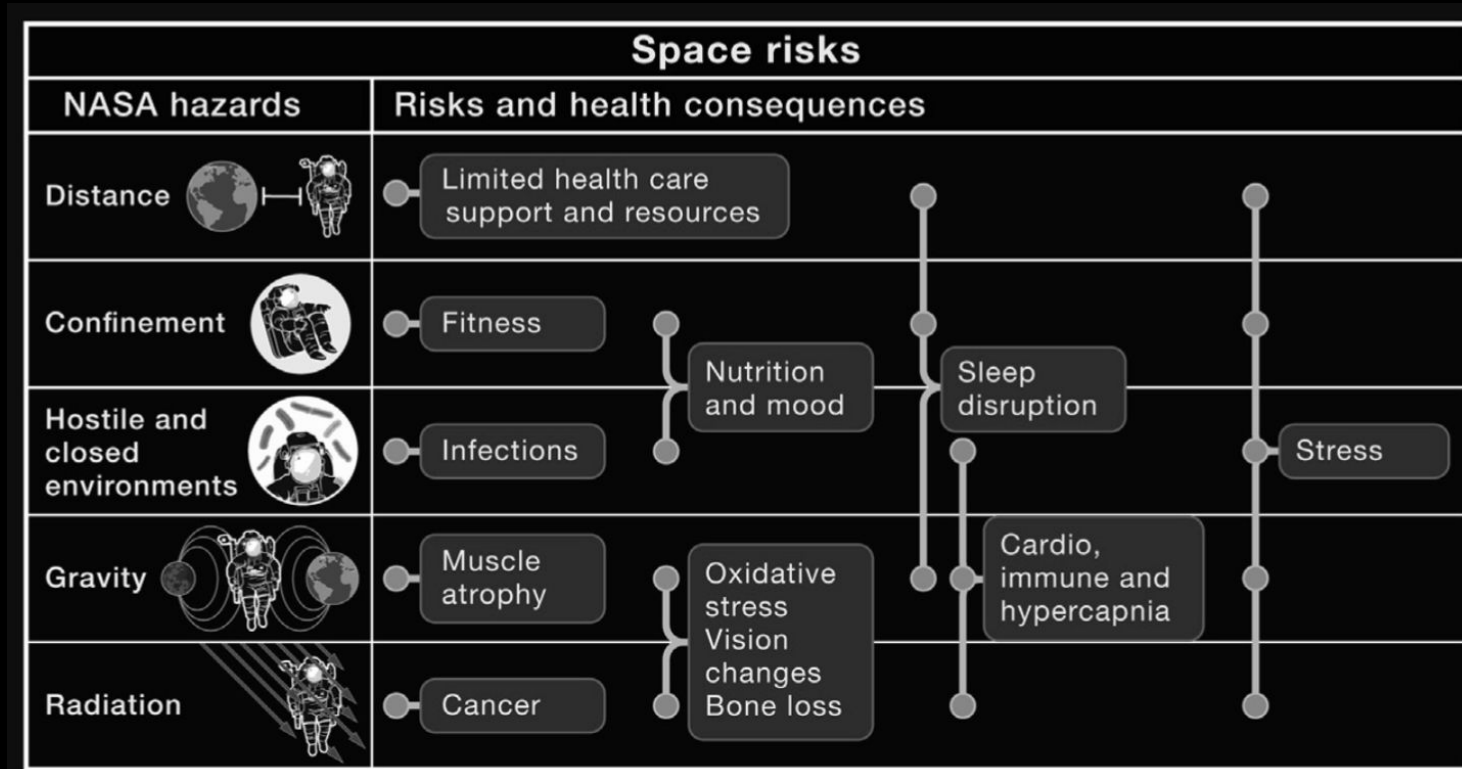 Space risks
NASA hazards
Risks and health consequences
Distance
Limited health care
support and resources
Confinement
Fitness
Nutrition
and mood
Sleep
disruption
Hostile and
closed
environments
Infections
Stress
Gravity
Muscle
atrophy
Oxidative
stress
Vision
changes
Bone loss
Cardio,
immune and
hypercapnia
Radiation
Cancer